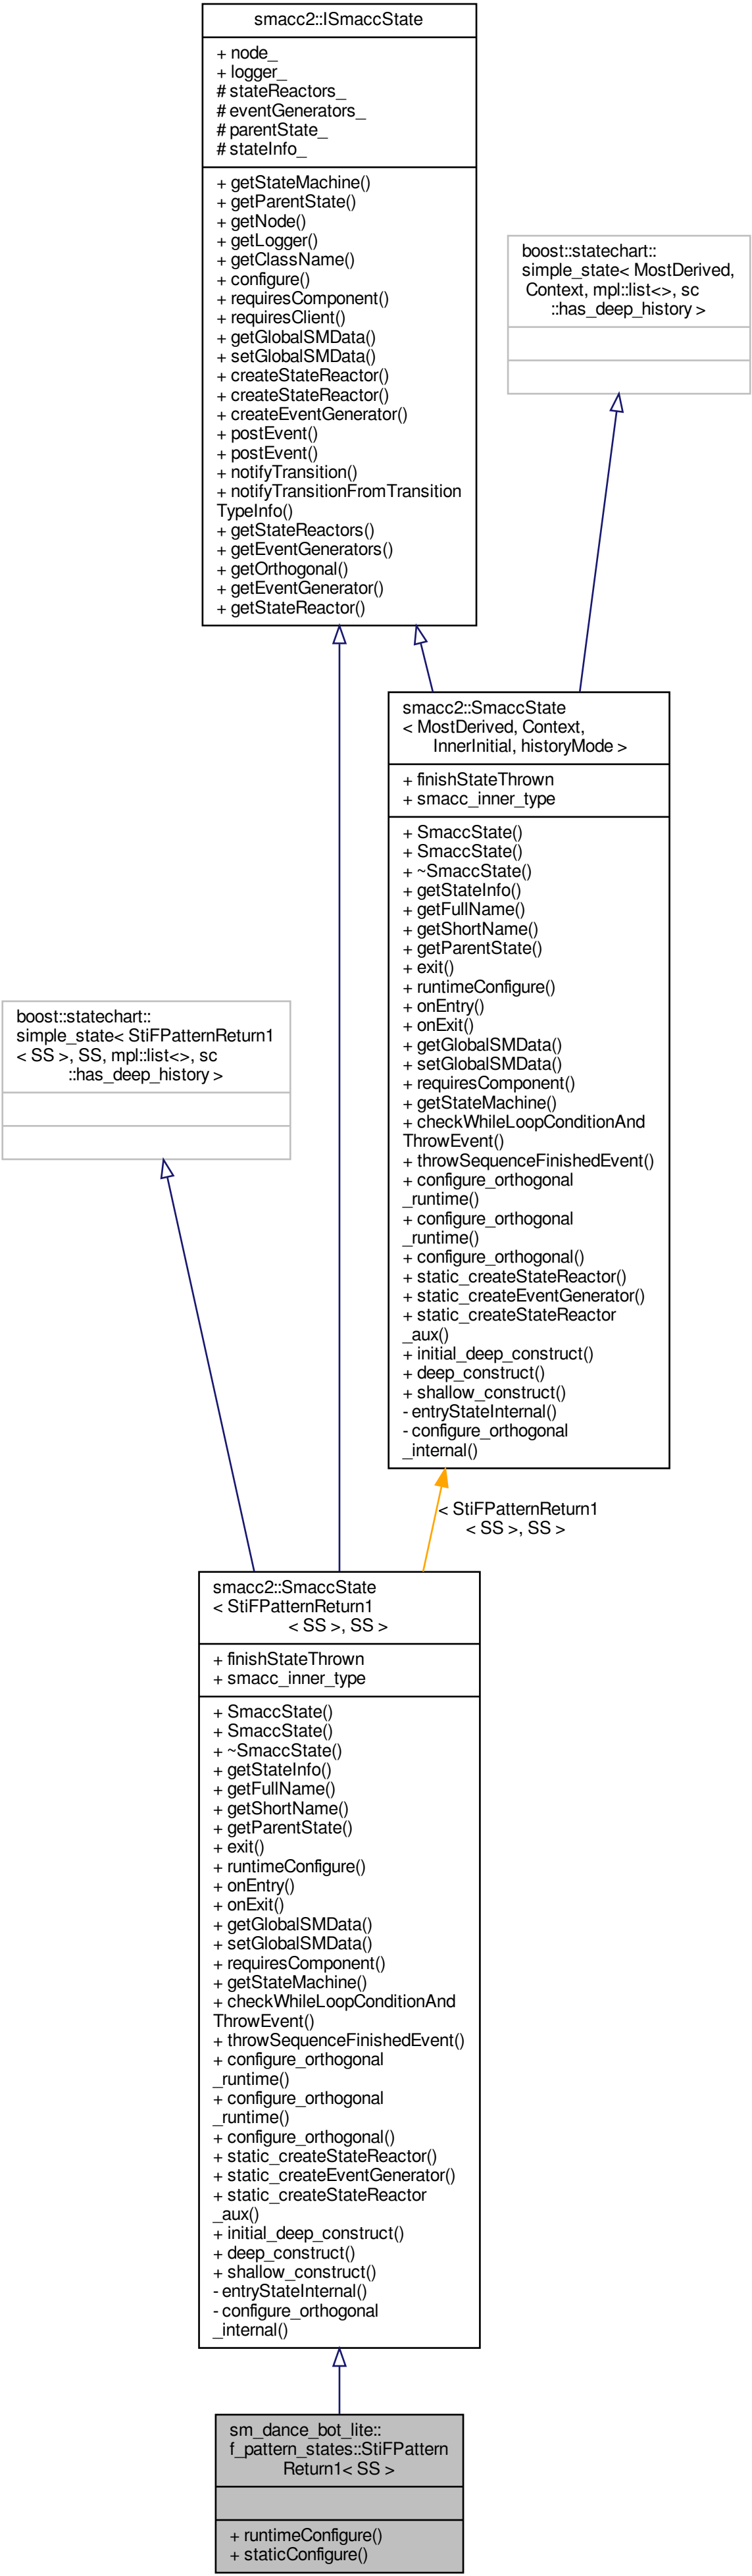 smacc2::ISmaccState
+ node_
+ logger_
# stateReactors_
# eventGenerators_
# parentState_
# stateInfo_
+ getStateMachine()
+ getParentState()
+ getNode()
+ getLogger()
+ getClassName()
+ configure()
+ requiresComponent()
+ requiresClient()
+ getGlobalSMData()
+ setGlobalSMData()
+ createStateReactor()
+ createStateReactor()
+ createEventGenerator()
+ postEvent()
+ postEvent()
+ notifyTransition()
+ notifyTransitionFromTransition
TypeInfo()
+ getStateReactors()
+ getEventGenerators()
+ getOrthogonal()
+ getEventGenerator()
+ getStateReactor()
boost::statechart::
simple_state< MostDerived,
Context, mpl::list<>, sc
::has_deep_history >
smacc2::SmaccState
< MostDerived, Context,
InnerInitial, historyMode >
+ finishStateThrown
+ smacc_inner_type
+ SmaccState()
+ SmaccState()
+ ~SmaccState()
+ getStateInfo()
+ getFullName()
+ getShortName()
+ getParentState()
+ exit()
+ runtimeConfigure()
+ onEntry()
+ onExit()
+ getGlobalSMData()
+ setGlobalSMData()
+ requiresComponent()
+ getStateMachine()
+ checkWhileLoopConditionAnd
ThrowEvent()
+ throwSequenceFinishedEvent()
+ configure_orthogonal
_runtime()
+ configure_orthogonal
_runtime()
+ configure_orthogonal()
+ static_createStateReactor()
+ static_createEventGenerator()
+ static_createStateReactor
_aux()
+ initial_deep_construct()
+ deep_construct()
+ shallow_construct()
- entryStateInternal()
- configure_orthogonal
_internal()
boost::statechart::
simple_state< StiFPatternReturn1
< SS >, SS, mpl::list<>, sc
::has_deep_history >
< StiFPatternReturn1
< SS >, SS >
smacc2::SmaccState
< StiFPatternReturn1
< SS >, SS >
+ finishStateThrown
+ smacc_inner_type
+ SmaccState()
+ SmaccState()
+ ~SmaccState()
+ getStateInfo()
+ getFullName()
+ getShortName()
+ getParentState()
+ exit()
+ runtimeConfigure()
+ onEntry()
+ onExit()
+ getGlobalSMData()
+ setGlobalSMData()
+ requiresComponent()
+ getStateMachine()
+ checkWhileLoopConditionAnd
ThrowEvent()
+ throwSequenceFinishedEvent()
+ configure_orthogonal
_runtime()
+ configure_orthogonal
_runtime()
+ configure_orthogonal()
+ static_createStateReactor()
+ static_createEventGenerator()
+ static_createStateReactor
_aux()
+ initial_deep_construct()
+ deep_construct()
+ shallow_construct()
- entryStateInternal()
- configure_orthogonal
_internal()
sm_dance_bot_lite::
f_pattern_states::StiFPattern
Return1< SS >
+ runtimeConfigure()
+ staticConfigure()